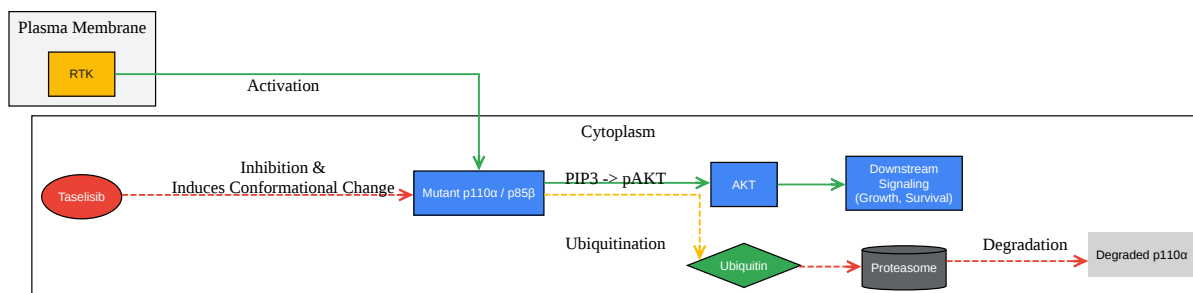 Plasma Membrane
RTK
Activation
Cytoplasm
Inhibition &
Induces Conformational Change
Taselisib
Mutant p110α / p85β
PIP3 -> pAKT
AKT
Downstream
Signaling
(Growth, Survival)
Ubiquitination
Ubiquitin
Proteasome
Degradation
Degraded p110α